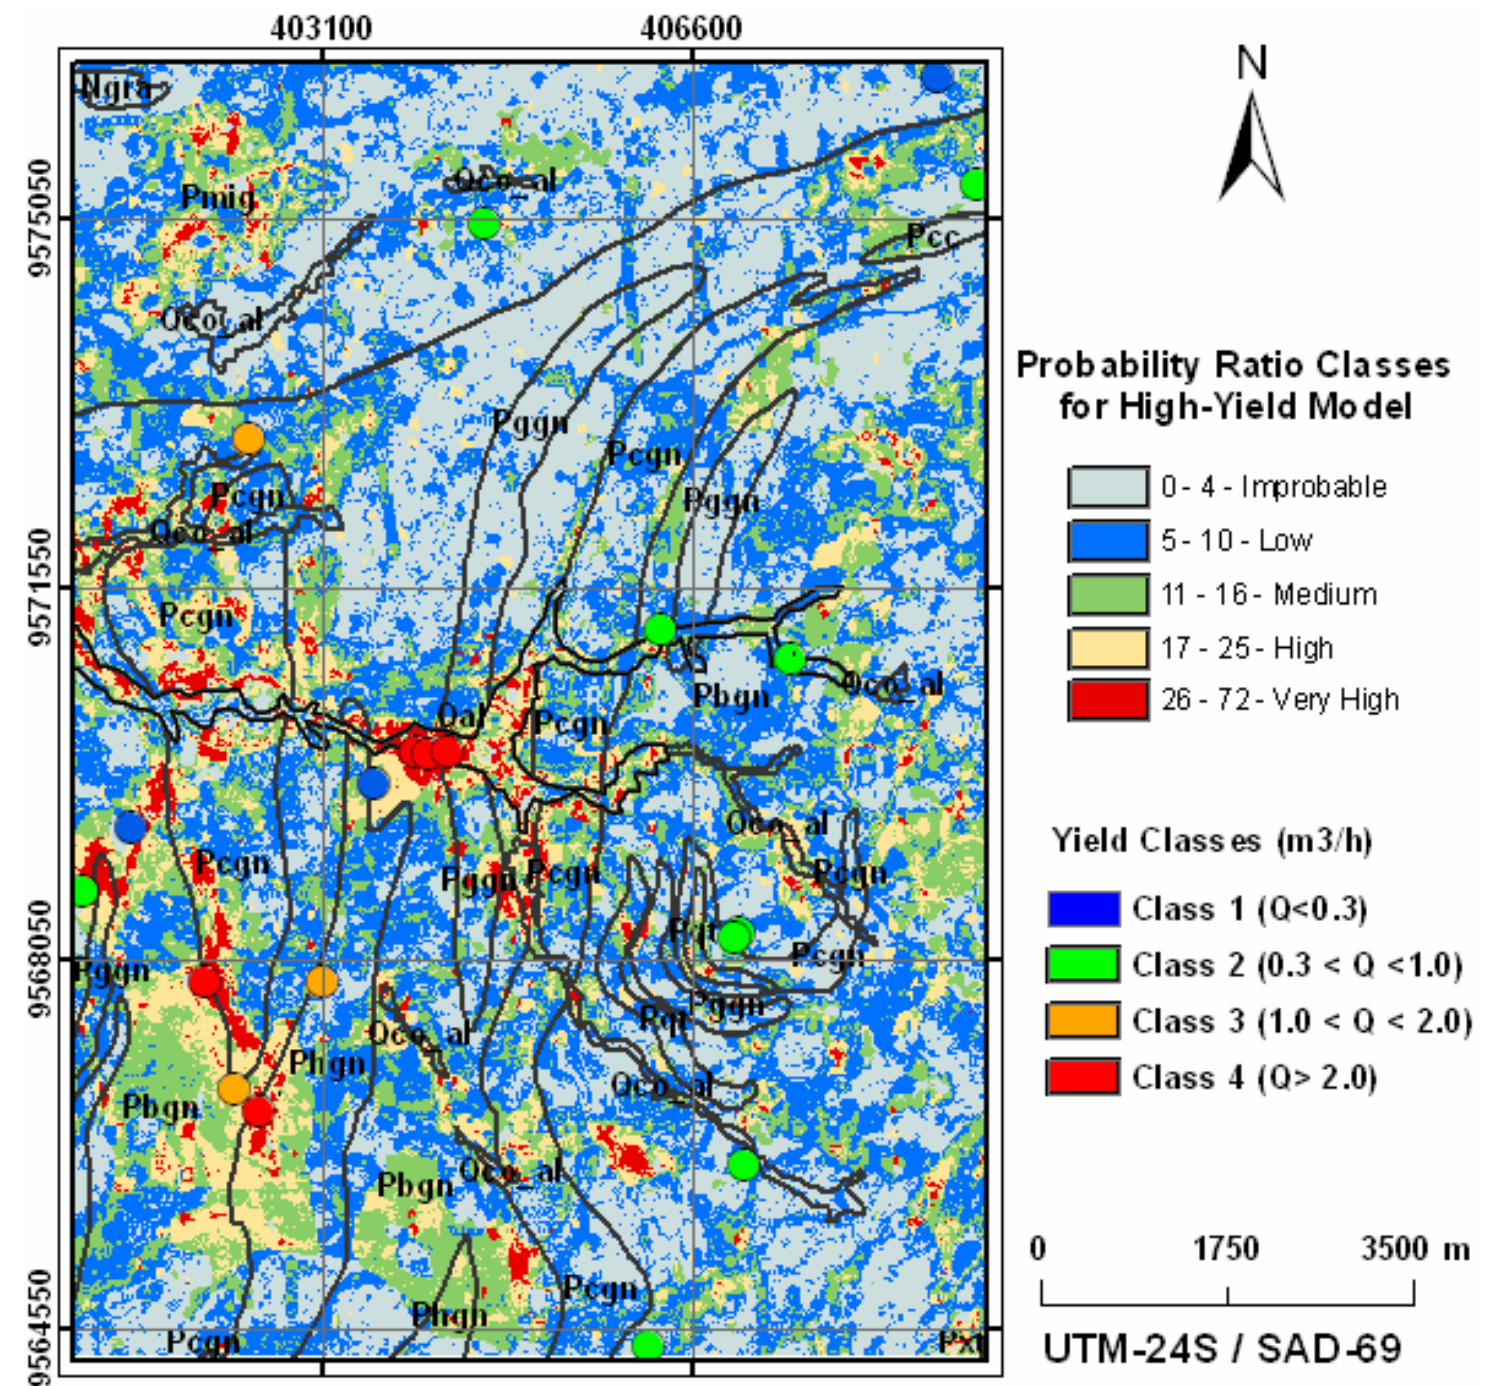 403100 406600
N
Ngra
9575050
Qco_al
Pmig
Pcc
Qco_al
Probability Ratio Classes
for High-Yield Model
Pggn
Pcgn
0 - 4 - Improbable
Pcgn
Pggn
Qco_al
5 - 10 - Low
9571550
11 - 16 - Medium
Pcgn
17 - 25 - High
Qco_al
Pbgn
26 - 72 - Very High
Qal
Pcgn
Qco_al
Yield Classes (m3/h)
Pcgn
Pggn
Pcgn
Pcgn
Class 1 (Q<0.3)
9568050
Pqt
Pcgn
Class 2 (0.3 < Q <1.0)
Pggn
Pggn
Pqt
Class 3 (1.0 < Q < 2.0)
Qco_al
Phgn
Class 4 (Q> 2.0)
Qco_al
Pbgn
Qco_al
Pbgn
0 1750 3500 m
9564550
Pcgn
Phgn
Pcgn
Pxt
UTM-24S / SAD-69